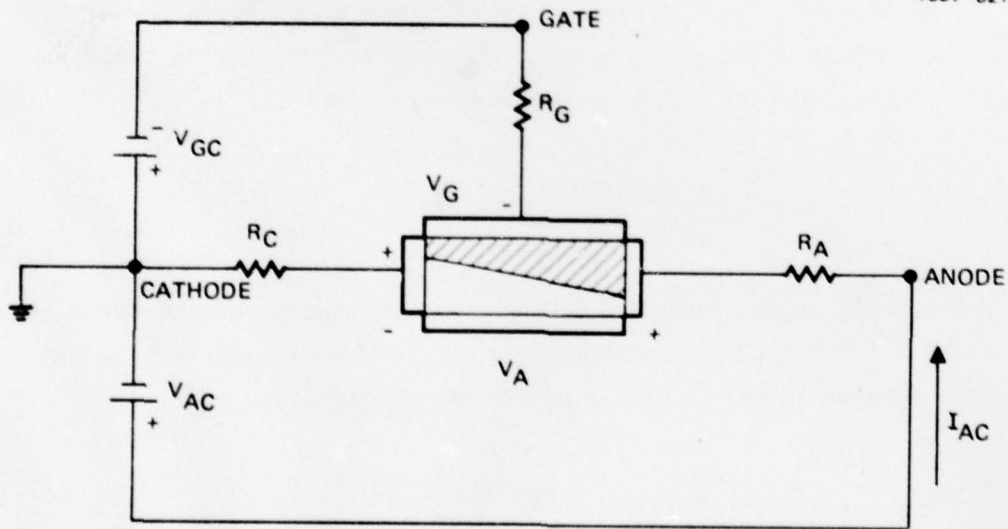 GATE
R_G
- V_GC
+
V_G -
R_C
+
R_A
CATHODE
ANODE
- +
V_A
V_AC
+
I_AC